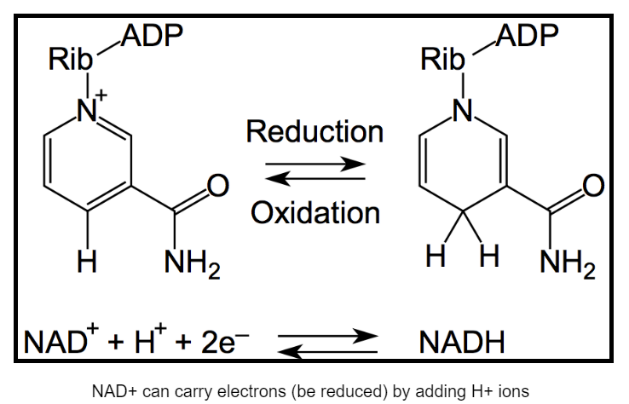 ADP ADP
Rib Rib
N+ N
Reduction
O O
Oxidation
H NH₂ H H NH₂
NAD⁺ + H⁺ + 2e⁻ NADH
NAD+ can carry electrons (be reduced) by adding H+ ions